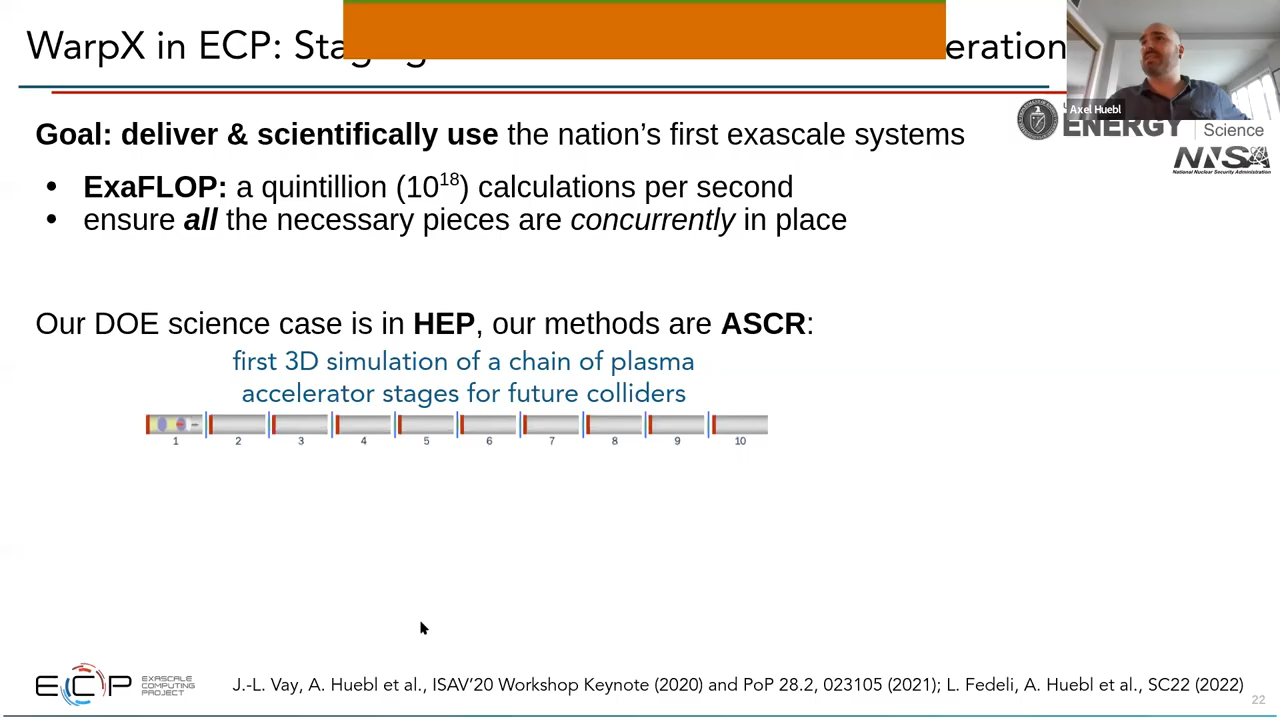 WarpX in ECP: Staging eration
Axel Huebl
ENERGY Science
NNSA
National Nuclear Security Administration
Goal: deliver & scientifically use the nation’s first exascale systems
• ExaFLOP: a quintillion (10^18) calculations per second
• ensure all the necessary pieces are concurrently in place
Our DOE science case is in HEP, our methods are ASCR:
first 3D simulation of a chain of plasma
accelerator stages for future colliders
1 2 3 4 5 6 7 8 9 10
ECP EXASCALE COMPUTING PROJECT
J.-L. Vay, A. Huebl et al., ISAV’20 Workshop Keynote (2020) and PoP 28.2, 023105 (2021); L. Fedeli, A. Huebl et al., SC22 (2022)
22